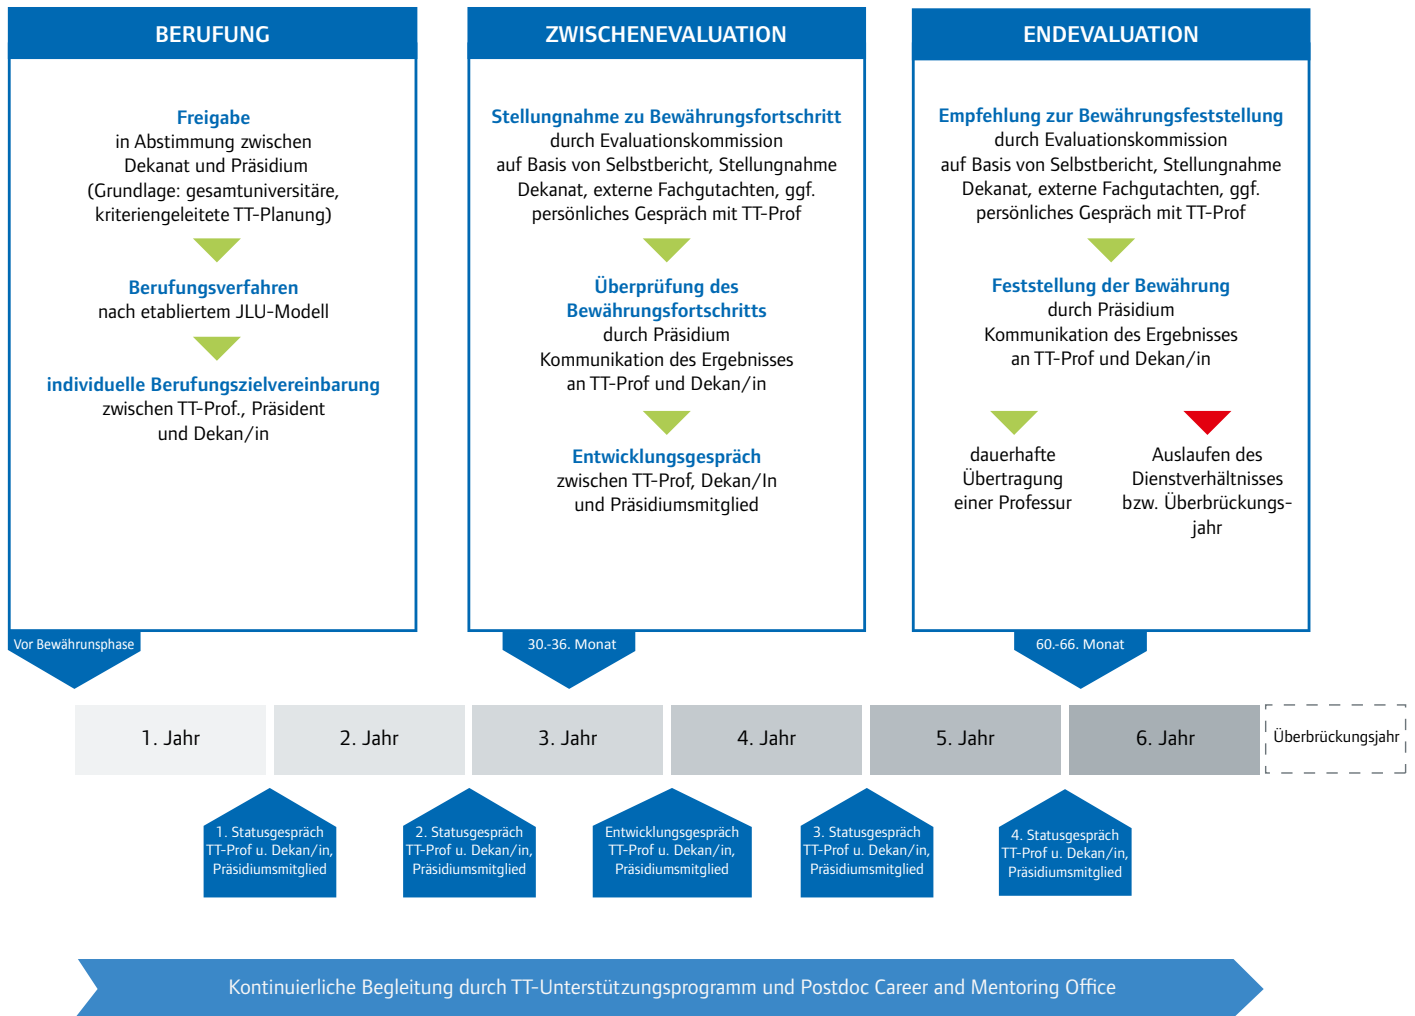 BERUFUNG
Freigabe
in Abstimmung zwischen
Dekanat und Präsidium
(Grundlage: gesamtuniversitäre,
kriteriengeleitete TT-Planung)
Berufungsverfahren
nach etabliertem JLU-Modell
individuelle Berufungszielvereinbarung
zwischen TT-Prof., Präsident
und Dekan/in
Vor Bewährunsphase
ZWISCHENEVALUATION
Stellungnahme zu Bewährungsfortschritt
durch Evaluationskommission
auf Basis von Selbstbericht, Stellungnahme
Dekanat, externe Fachgutachten, ggf.
persönliches Gespräch mit TT-Prof
Überprüfung des
Bewährungsfortschritts
durch Präsidium
Kommunikation des Ergebnisses
an TT-Prof und Dekan/in
Entwicklungsgespräch
zwischen TT-Prof, Dekan/In
und Präsidiumsmitglied
30.-36. Monat
ENDEVALUATION
Empfehlung zur Bewährungsfeststellung
durch Evaluationskommission
auf Basis von Selbstbericht, Stellungnahme
Dekanat, externe Fachgutachten, ggf.
persönliches Gespräch mit TT-Prof
Feststellung der Bewährung
durch Präsidium
Kommunikation des Ergebnisses
an TT-Prof und Dekan/in
dauerhafte
Übertragung
einer Professur
Auslaufen des
Dienstverhältnisses
bzw. Überbrückungs-
jahr
60.-66. Monat
1. Jahr
2. Jahr
3. Jahr
4. Jahr
5. Jahr
6. Jahr
Überbrückungsjahr
1. Statusgespräch
TT-Prof u. Dekan/in,
Präsidiumsmitglied
2. Statusgespräch
TT-Prof u. Dekan/in,
Präsidiumsmitglied
Entwicklungsgespräch
TT-Prof u. Dekan/in,
Präsidiumsmitglied
3. Statusgespräch
TT-Prof u. Dekan/in,
Präsidiumsmitglied
4. Statusgespräch
TT-Prof u. Dekan/in,
Präsidiumsmitglied
Kontinuierliche Begleitung durch TT-Unterstützungsprogramm und Postdoc Career and Mentoring Office